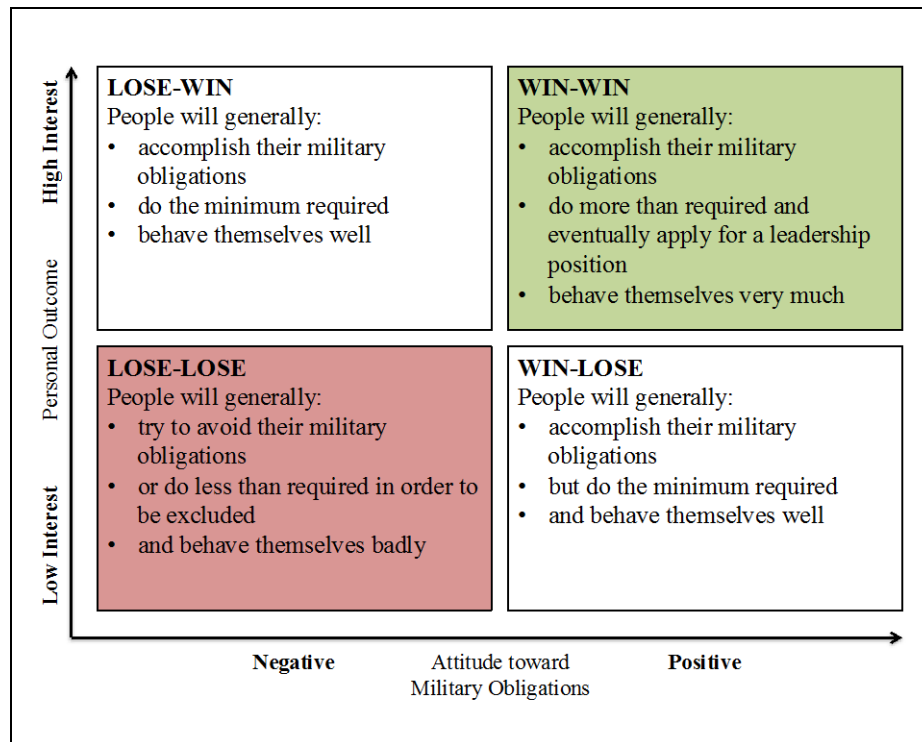 High Interest
Personal Outcome
Low Interest
LOSE-WIN
People will generally:
• accomplish their military
obligations
• do the minimum required
• behave themselves well
WIN-WIN
People will generally:
• accomplish their military
obligations
• do more than required and
eventually apply for a leadership
position
• behave themselves very much
LOSE-LOSE
People will generally:
• try to avoid their military
obligations
• or do less than required in order to
be excluded
• and behave themselves badly
WIN-LOSE
People will generally:
• accomplish their military
obligations
• but do the minimum required
• and behave themselves well
Negative
Attitude toward
Military Obligations
Positive